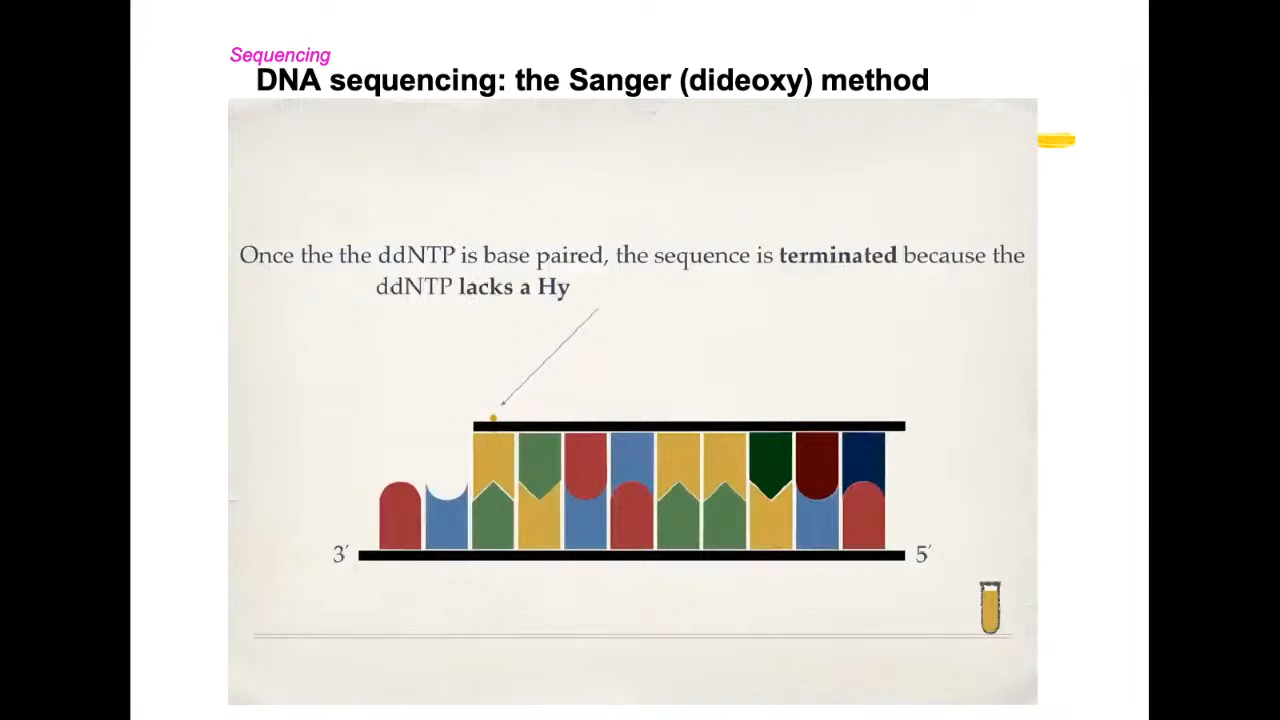 Sequencing
DNA sequencing: the Sanger (dideoxy) method
Once the the ddNTP is base paired, the sequence is terminated because the
ddNTP lacks a Hy
3′
5′